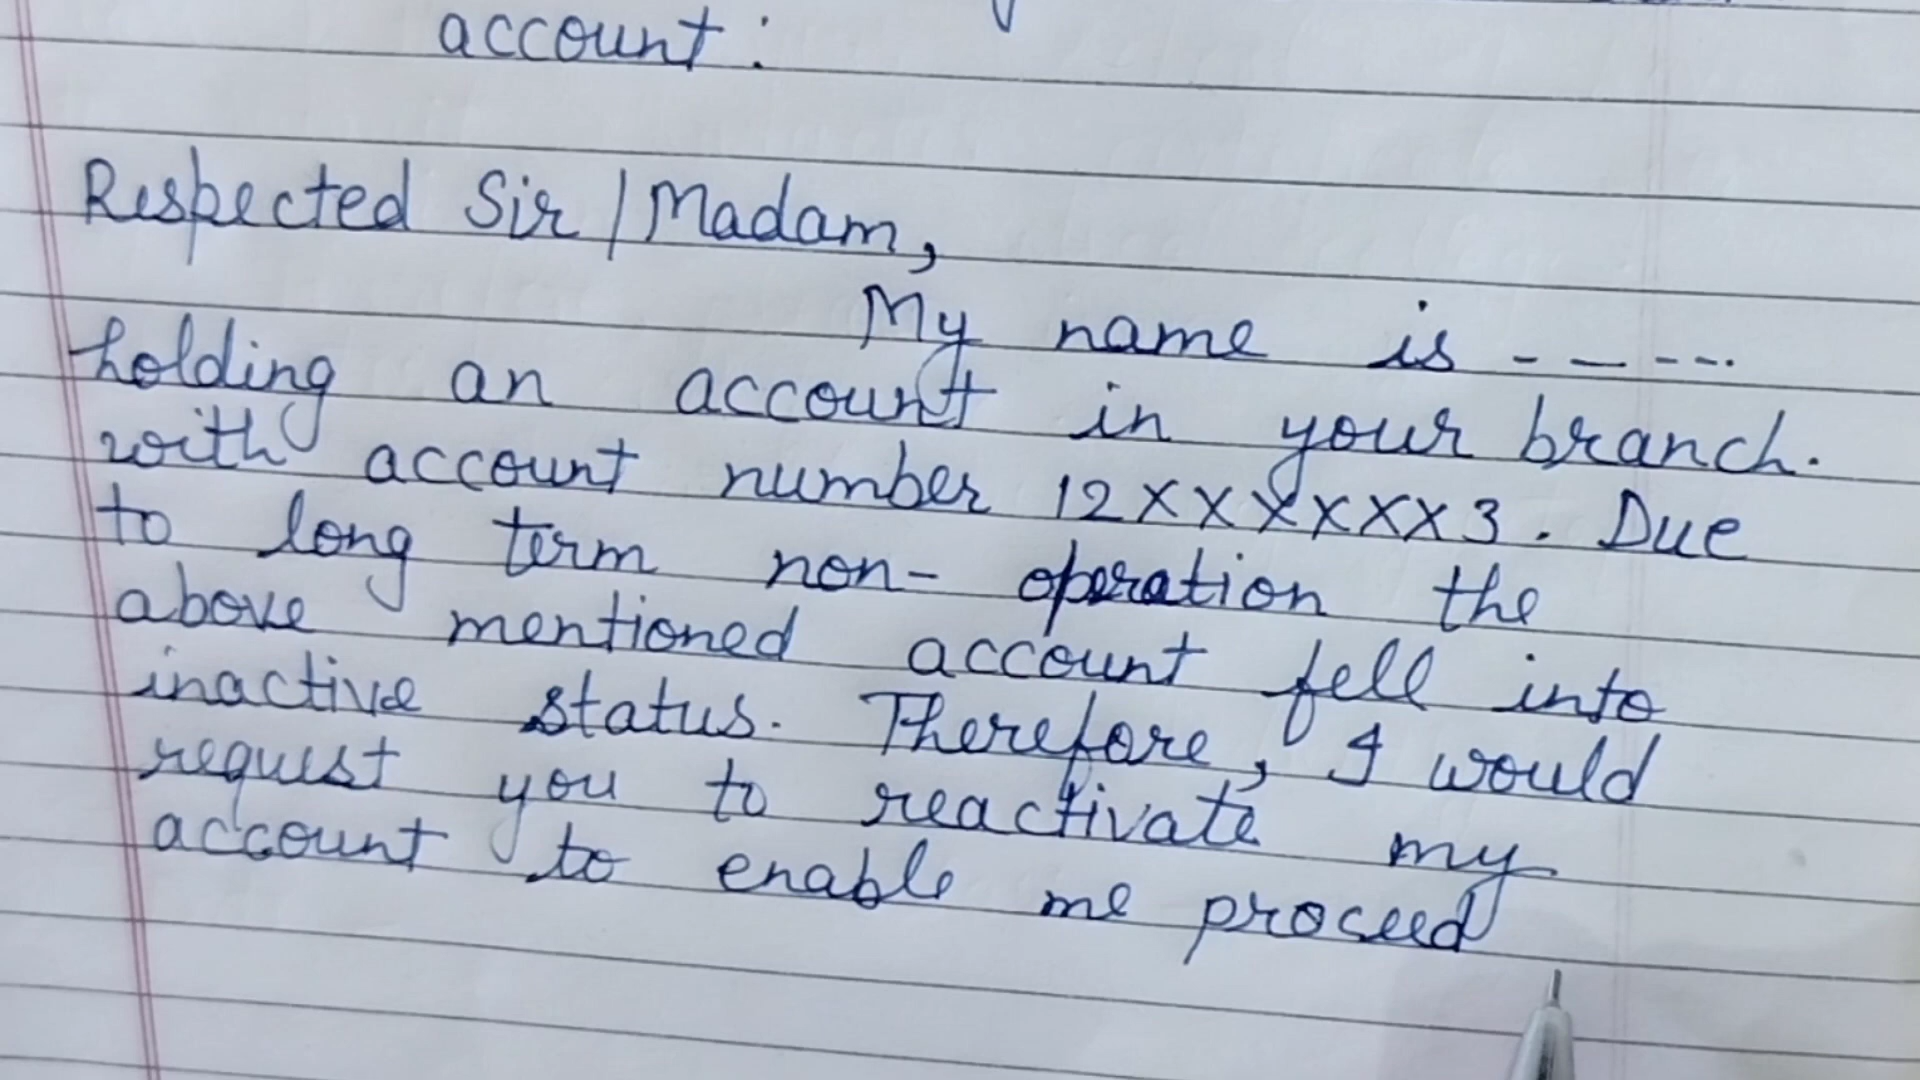 account:
Respected Sir/Madam,
My name is - - - - -
holding an account in your branch.
with account number 12XXXXXXX3. Due
to long term non-operation the
above mentioned account fell into
inactive status. Therefore, I would
request you to reactivate my
account to enable me proceed